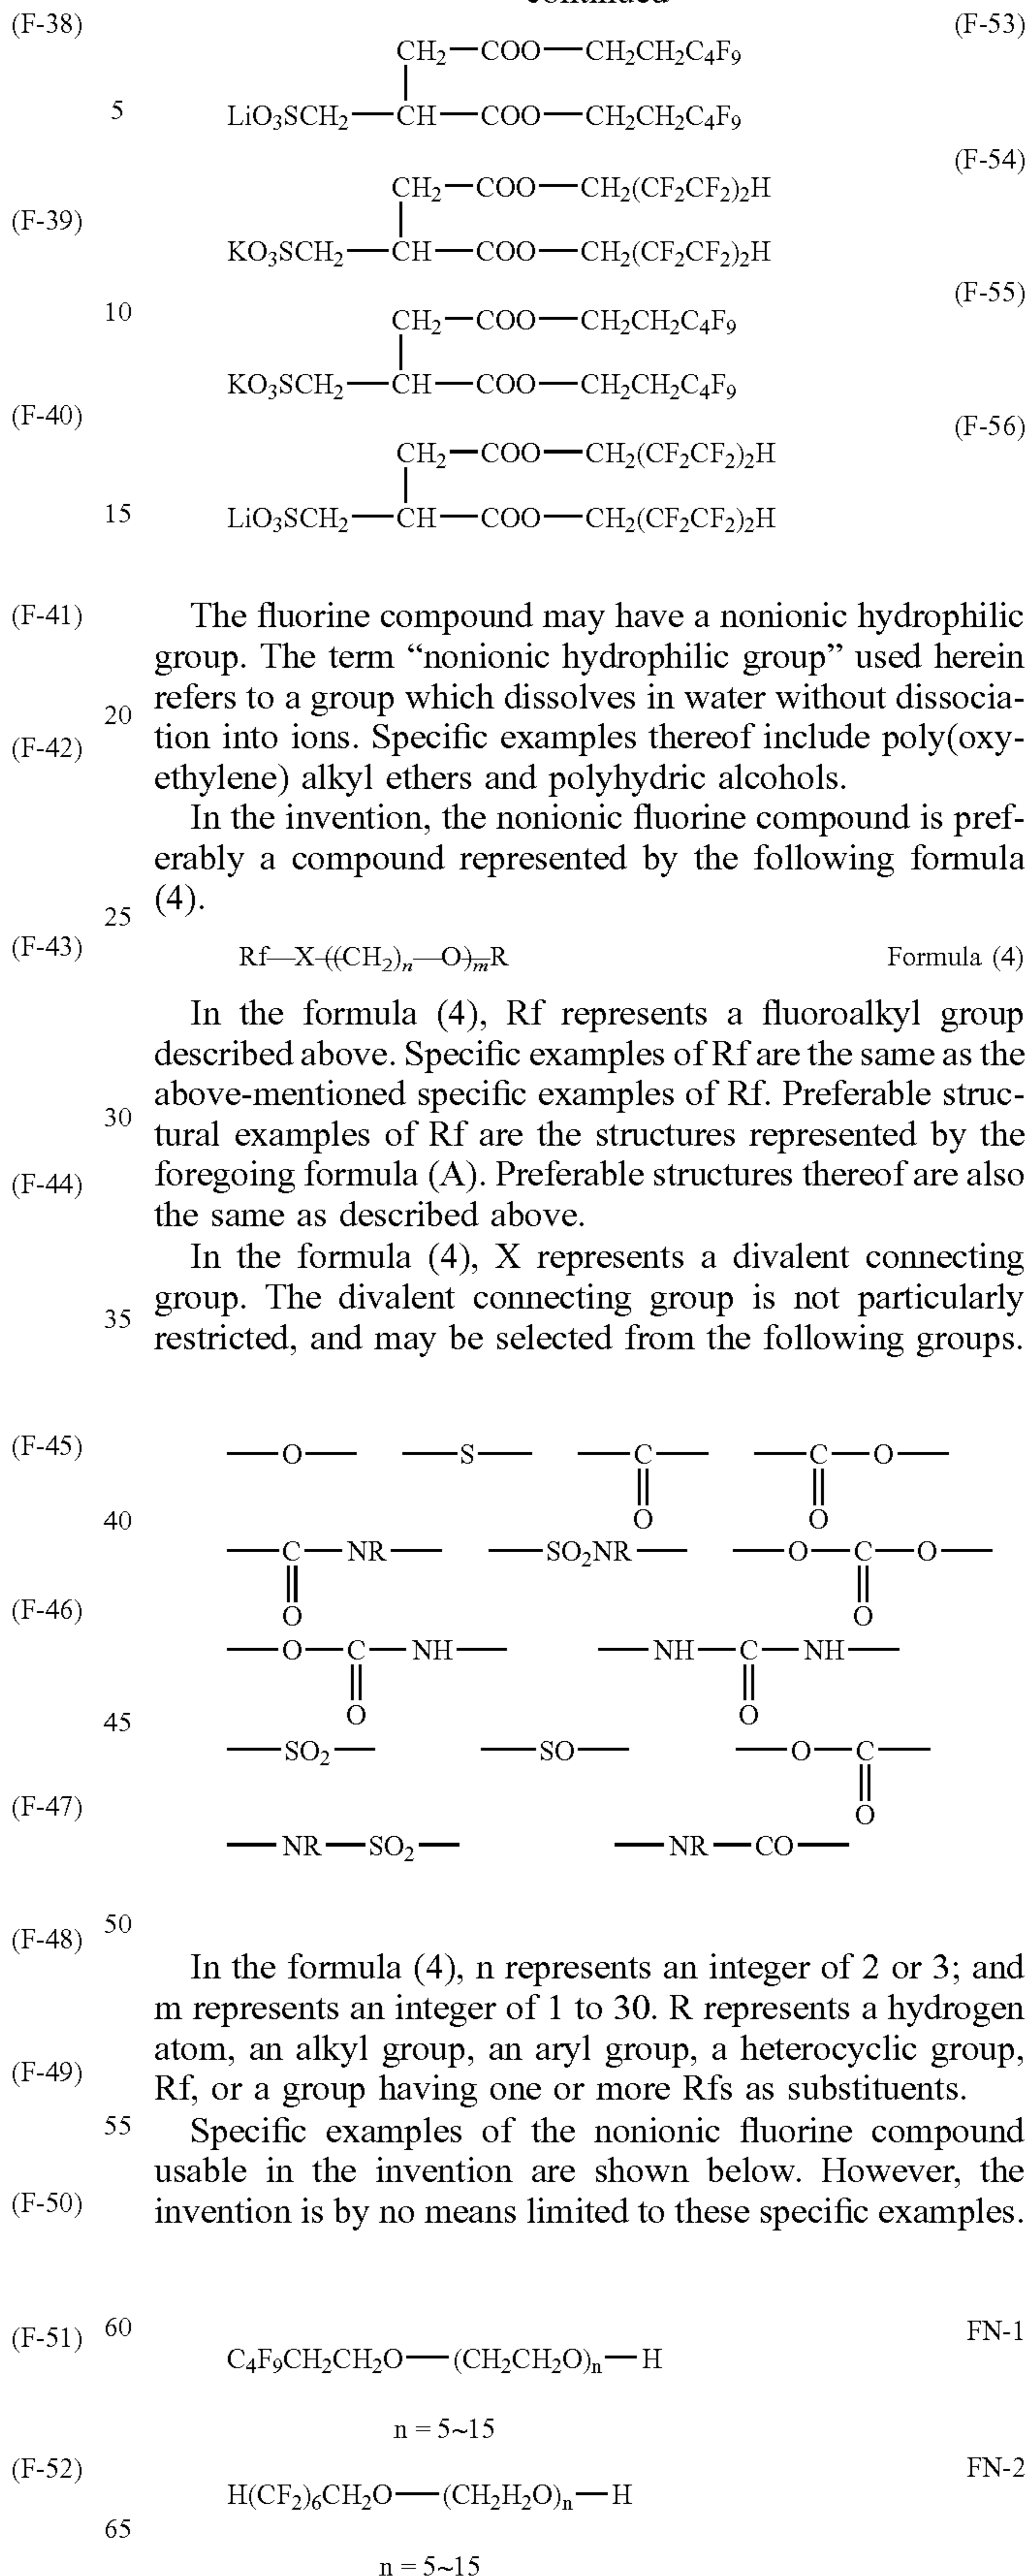 continued
(F-38) (F-53)
CH2—COO—CH2CH2C4F9
5 LiO3SCH2—CH—COO—CH2CH2C4F9
(F-54)
CH2—COO—CH2(CF2CF2)2H
(F-39)
KO3SCH2—CH—COO—CH2(CF2CF2)2H
(F-55)
10 CH2—COO—CH2CH2C4F9
KO3SCH2—CH—COO—CH2CH2C4F9
(F-40) (F-56)
CH2—COO—CH2(CF2CF2)2H
15 LiO3SCH2—CH—COO—CH2(CF2CF2)2H
(F-41) The fluorine compound may have a nonionic hydrophilic
group. The term “nonionic hydrophilic group” used herein
refers to a group which dissolves in water without dissocia-
20
(F-42) tion into ions. Specific examples thereof include poly(oxy-
ethylene) alkyl ethers and polyhydric alcohols.
In the invention, the nonionic fluorine compound is pref-
erably a compound represented by the following formula
(4).
25
(F-43) Rf—X-((CH2)n—O)mR Formula (4)
In the formula (4), Rf represents a fluoroalkyl group
described above. Specific examples of Rf are the same as the
above-mentioned specific examples of Rf. Preferable struc-
30
tural examples of Rf are the structures represented by the
(F-44) foregoing formula (A). Preferable structures thereof are also
the same as described above.
In the formula (4), X represents a divalent connecting
group. The divalent connecting group is not particularly
35
restricted, and may be selected from the following groups.
(F-45) —O— —S— —C— —C—O—
40 O O
—C—NR— —SO2NR— —O—C—O—
(F-46) O O
—O—C—NH— —NH—C—NH—
45 O O
—SO2— —SO— —O—C—
(F-47) O
—NR—SO2— —NR—CO—
50
(F-48)
In the formula (4), n represents an integer of 2 or 3; and
m represents an integer of 1 to 30. R represents a hydrogen
atom, an alkyl group, an aryl group, a heterocyclic group,
(F-49) Rf, or a group having one or more Rfs as substituents.
55 Specific examples of the nonionic fluorine compound
usable in the invention are shown below. However, the
(F-50) invention is by no means limited to these specific examples.
60
(F-51) FN-1
C4F9CH2CH2O—(CH2CH2O)n—H
n = 5~15
(F-52) FN-2
H(CF2)6CH2O—(CH2H2O)n—H
65
n = 5~15